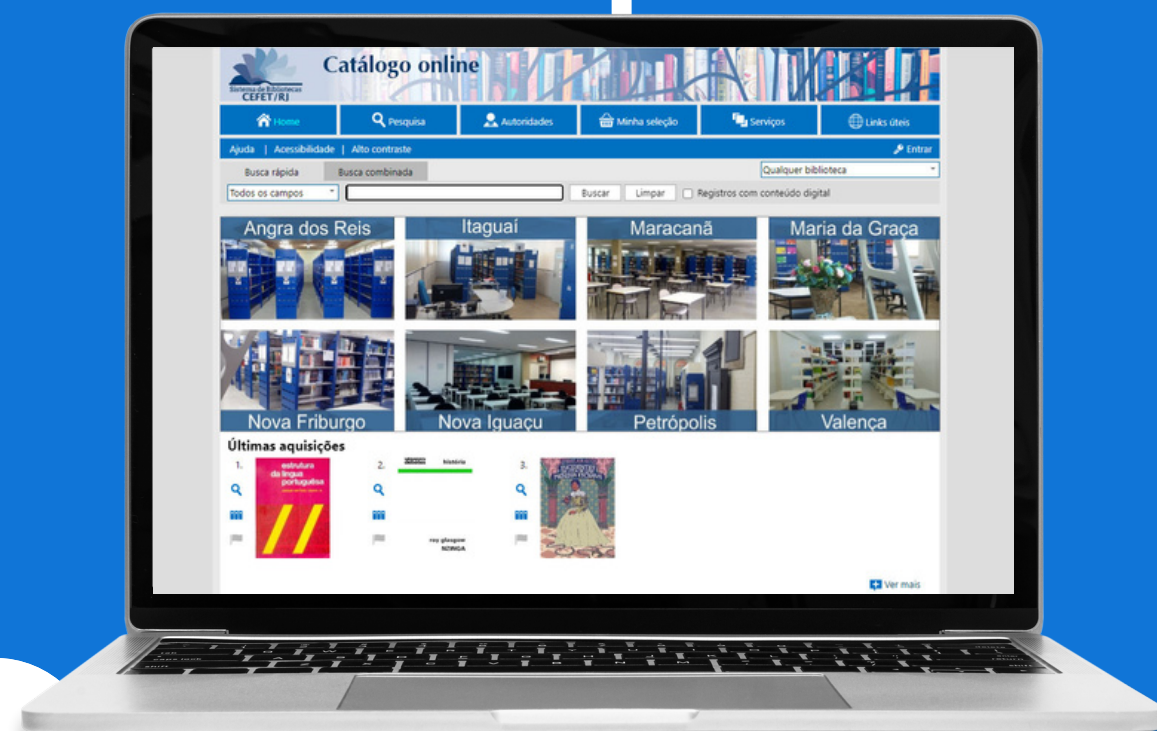 Catálogo online
Sistema de Bibliotecas
CEFET/RJ
Home
Pesquisa
Autoridades
Minha seleção
Serviços
Links úteis
Ajuda | Acessibilidade | Alto contraste
Entrar
Busca rápida
Busca combinada
Qualquer biblioteca
Todos os campos
Buscar
Limpar
Registros com conteúdo digital
Angra dos Reis
Itaguaí
Maracanã
Maria da Graça
Nova Friburgo
Nova Iguaçu
Petrópolis
Valença
Últimas aquisições
1.
estrutura
da língua
portuguêsa
2.
história
roy glasgow
NZINGA
3.
Ver mais